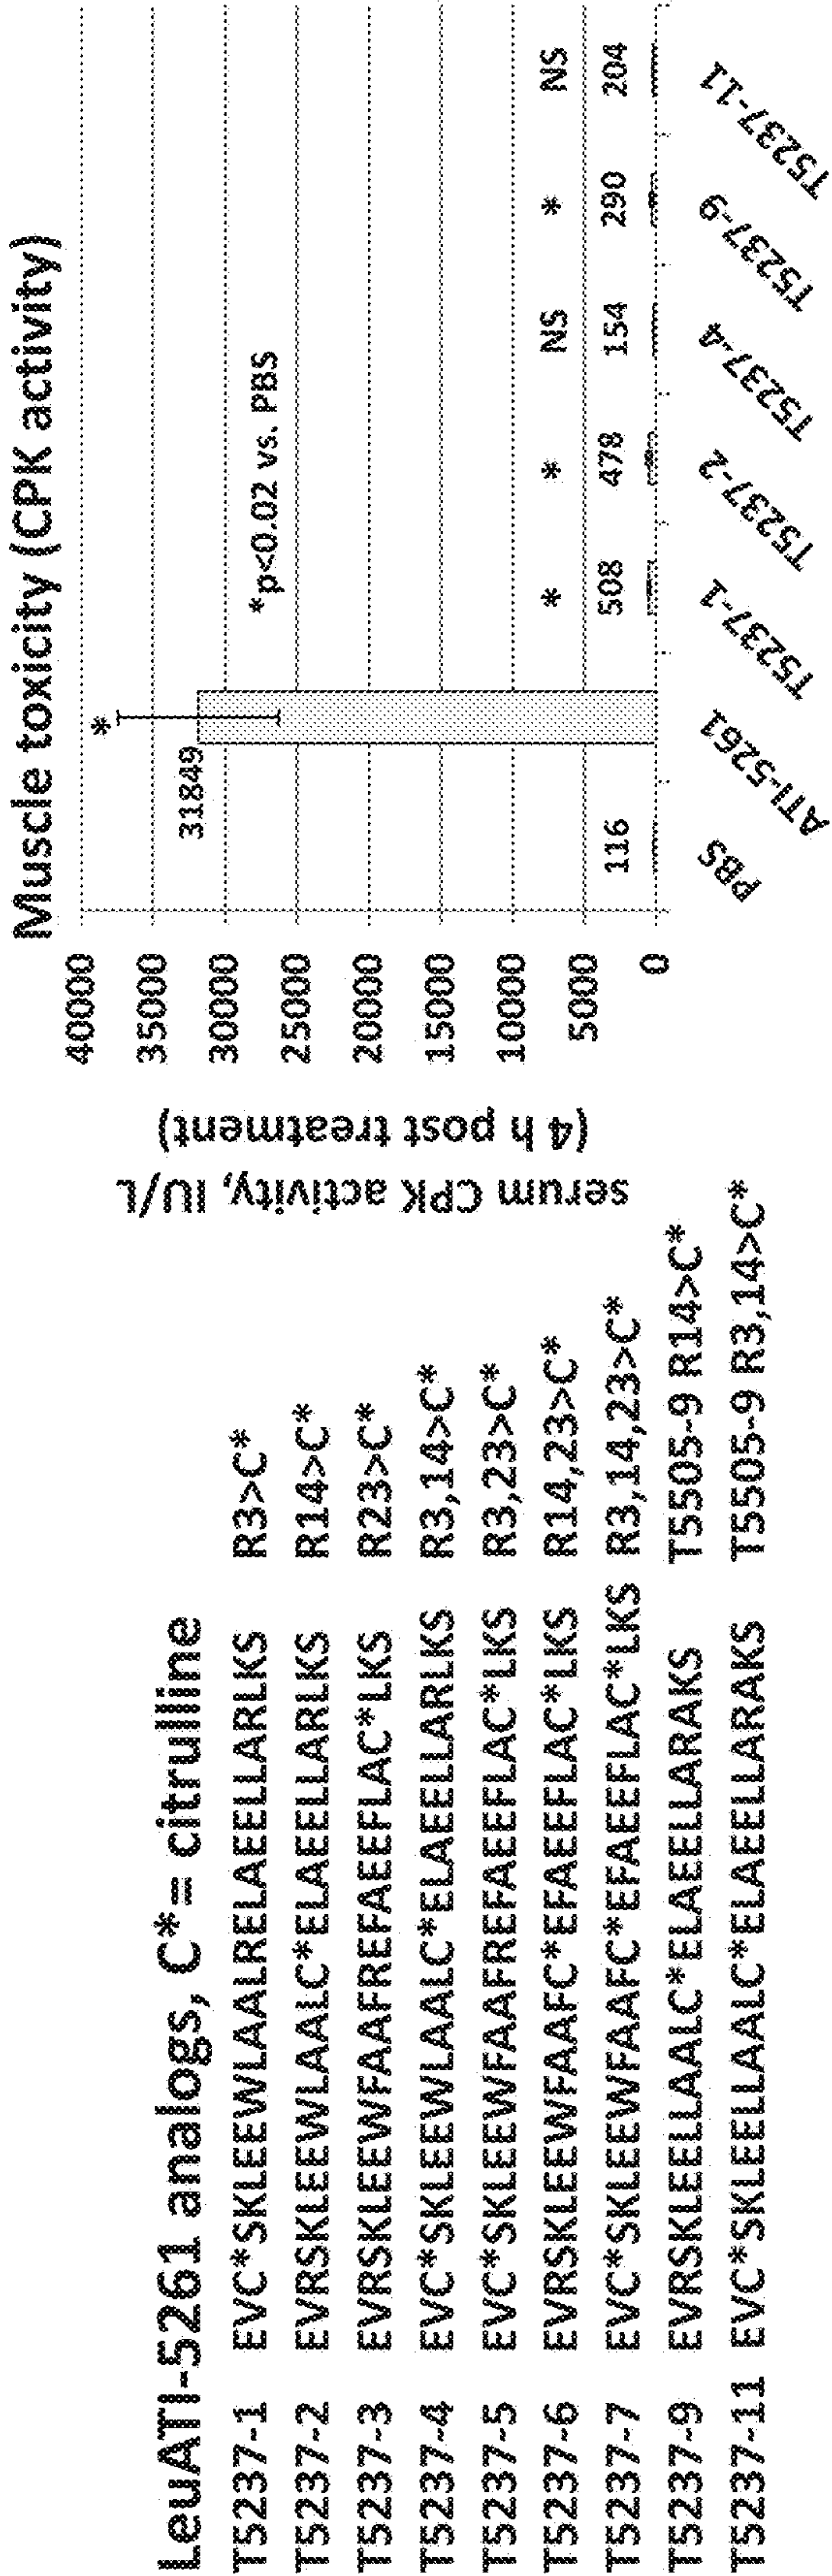 LeuATI-5261 analogs, C*= citrulline
T5237-1 EVC*SKLEEWLAALRELAEELLARLKS R3>C*
T5237-2 EVRSKLEEWLAALC*ELAEELLARLKS R14>C*
T5237-3 EVRSKLEEWFAAFREFAEEFLAC*LKS R23>C*
T5237-4 EVC*SKLEEWLAALC*ELAEELLARLKS R3,14>C*
T5237-5 EVC*SKLEEWFAAFREFAEEFLAC*LKS R3,23>C*
T5237-6 EVRSKLEEWFAAFC*EFAEEFLAC*LKS R14,23>C*
T5237-7 EVC*SKLEEWFAAFC*EFAEEFLAC*LKS R3,14,23>C*
T5237-9 EVRSKLEELLAALC*ELAEELLARAKS T5505-9 R14>C*
T5237-11 EVC*SKLEELLAALC*ELAEELLARAKS T5505-9 R3,14>C*
Muscle toxicity (CPK activity)
serum CPK activity, IU/L
(4 h post treatment)
40000
35000
30000
25000
20000
15000
10000
5000
0
*
31849
*p<0.02 vs. PBS
* * NS * NS
116 508 478 154 290 204
PBS ATI-5261 T5237-1 T5237-2 T5237-4 T5237-9 T5237-11